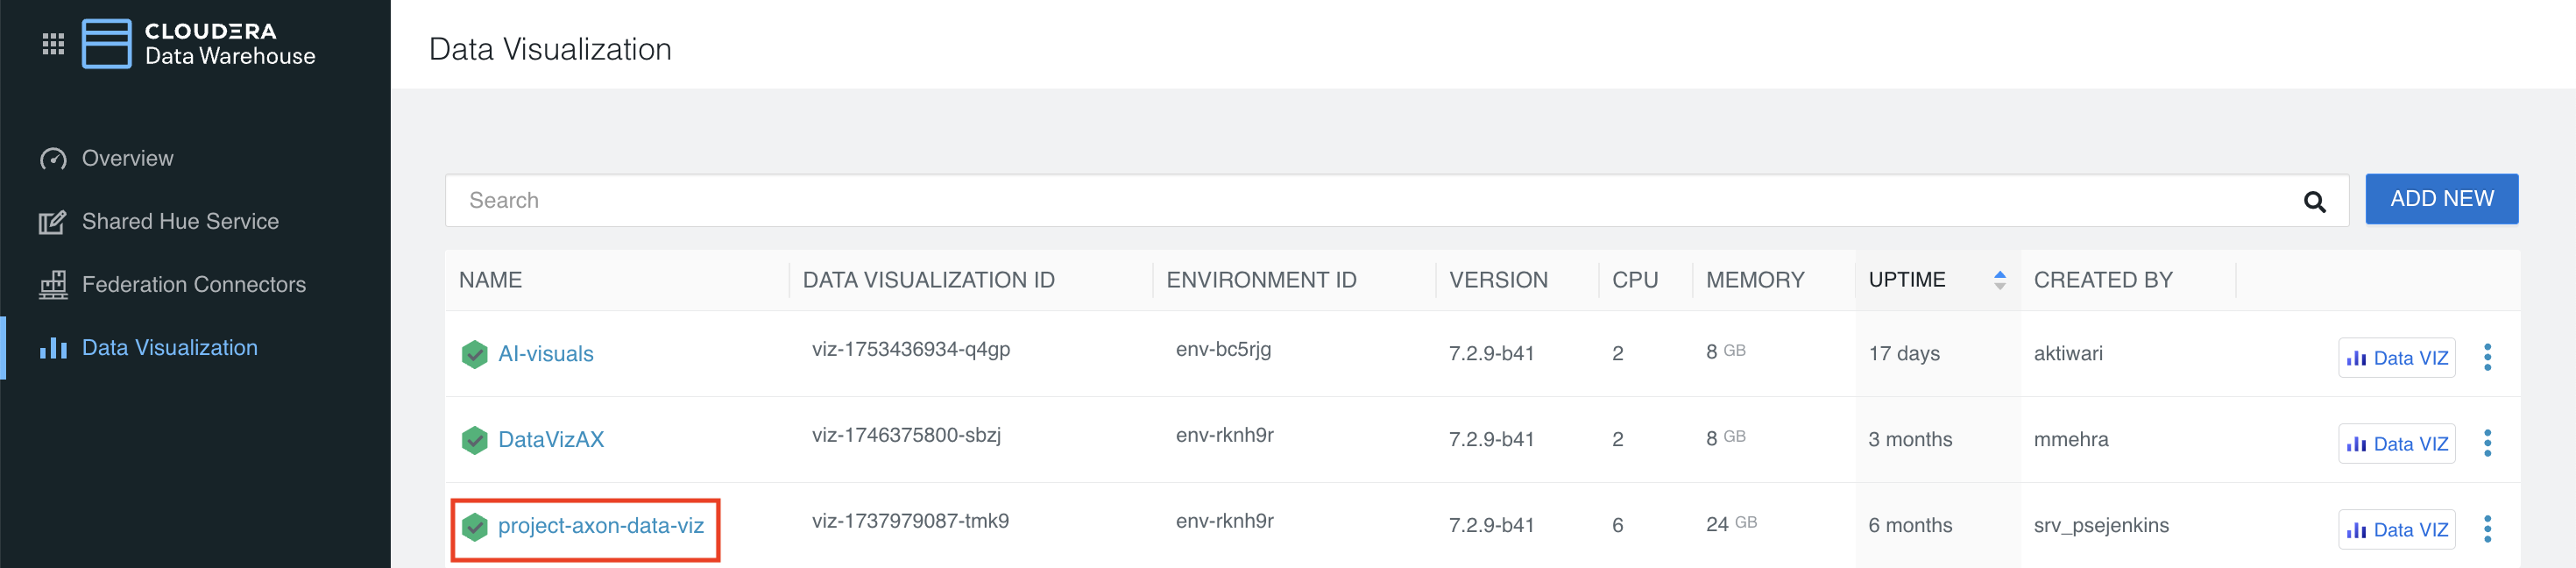 CLOUDERA
Data Warehouse
Overview
Shared Hue Service
Federation Connectors
Data Visualization
Data Visualization
Search
ADD NEW
NAME DATA VISUALIZATION ID ENVIRONMENT ID VERSION CPU MEMORY UPTIME CREATED BY
AI-visuals viz-1753436934-q4gp env-bc5rjg 7.2.9-b41 2 8 GB 17 days aktiwari Data VIZ
DataVizAX viz-1746375800-sbzj env-rknh9r 7.2.9-b41 2 8 GB 3 months mmehra Data VIZ
project-axon-data-viz viz-1737979087-tmk9 env-rknh9r 7.2.9-b41 6 24 GB 6 months srv_psejenkins Data VIZ